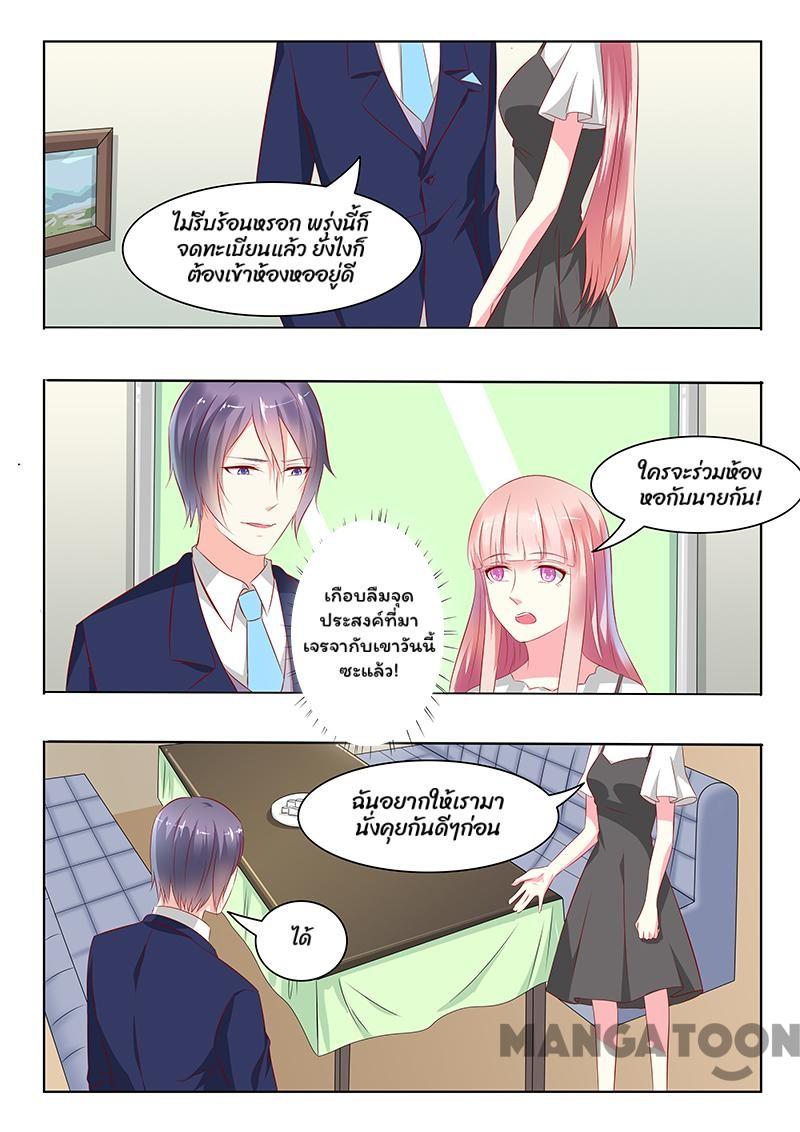 ไม่รีบร้อนหรอก พรุ่งนี้ก็
จดทะเบียนแล้ว ยังไงก็
ต้องเข้าห้องหออยู่ดี
ใครจะร่วมห้อง
หอกับนายกัน!
เกือบลืมจุด
ประสงค์ที่มา
เจรจากับเขาวันนี้
ซะแล้ว!
ฉันอยากให้เรามา
นั่งคุยกันดีๆก่อน
ได้
MANGATOON